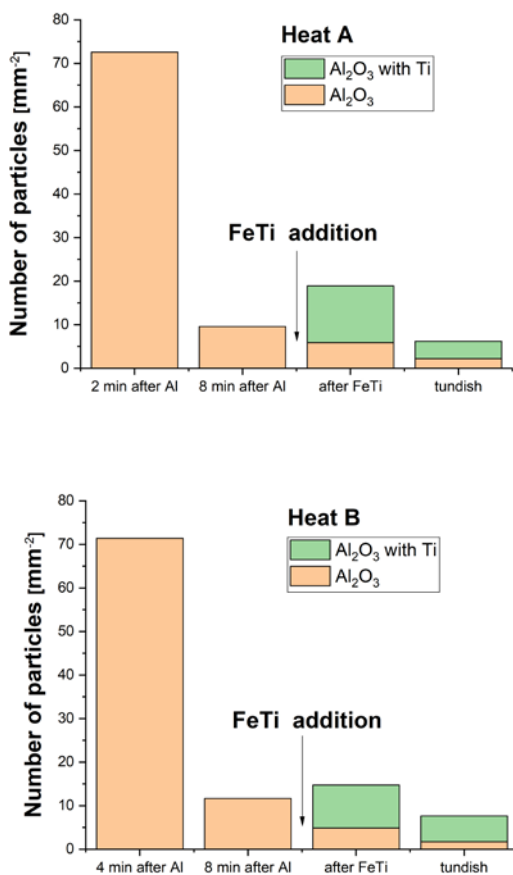 Heat A
Al₂O₃ with Ti
Al₂O₃
Number of particles [mm⁻²]
80
70
60
50
40
30
20
10
0
FeTi addition
2 min after Al
8 min after Al
after FeTi
tundish
Heat B
Al₂O₃ with Ti
Al₂O₃
Number of particles [mm⁻²]
80
70
60
50
40
30
20
10
0
FeTi addition
4 min after Al
8 min after Al
after FeTi
tundish